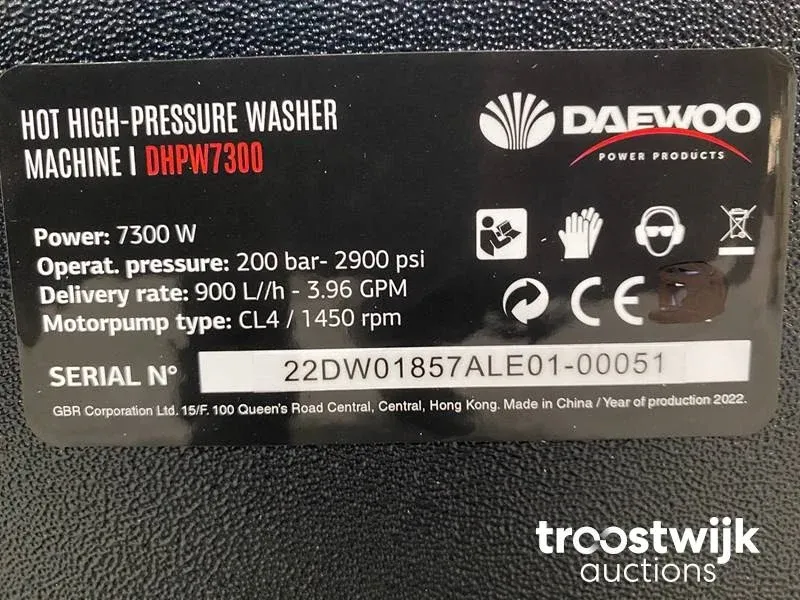 HOT HIGH-PRESSURE WASHER
MACHINE | DHPW7300
DAEWOO
POWER PRODUCTS
Power: 7300 W
Operat. pressure: 200 bar- 2900 psi
Delivery rate: 900 L//h - 3.96 GPM
Motorpump type: CL4 / 1450 rpm
CE
SERIAL N° 22DW01857ALE01-00051
GBR Corporation Ltd. 15/F. 100 Queen's Road Central, Central, Hong Kong. Made in China / Year of production 2022.
troostwijk
auctions